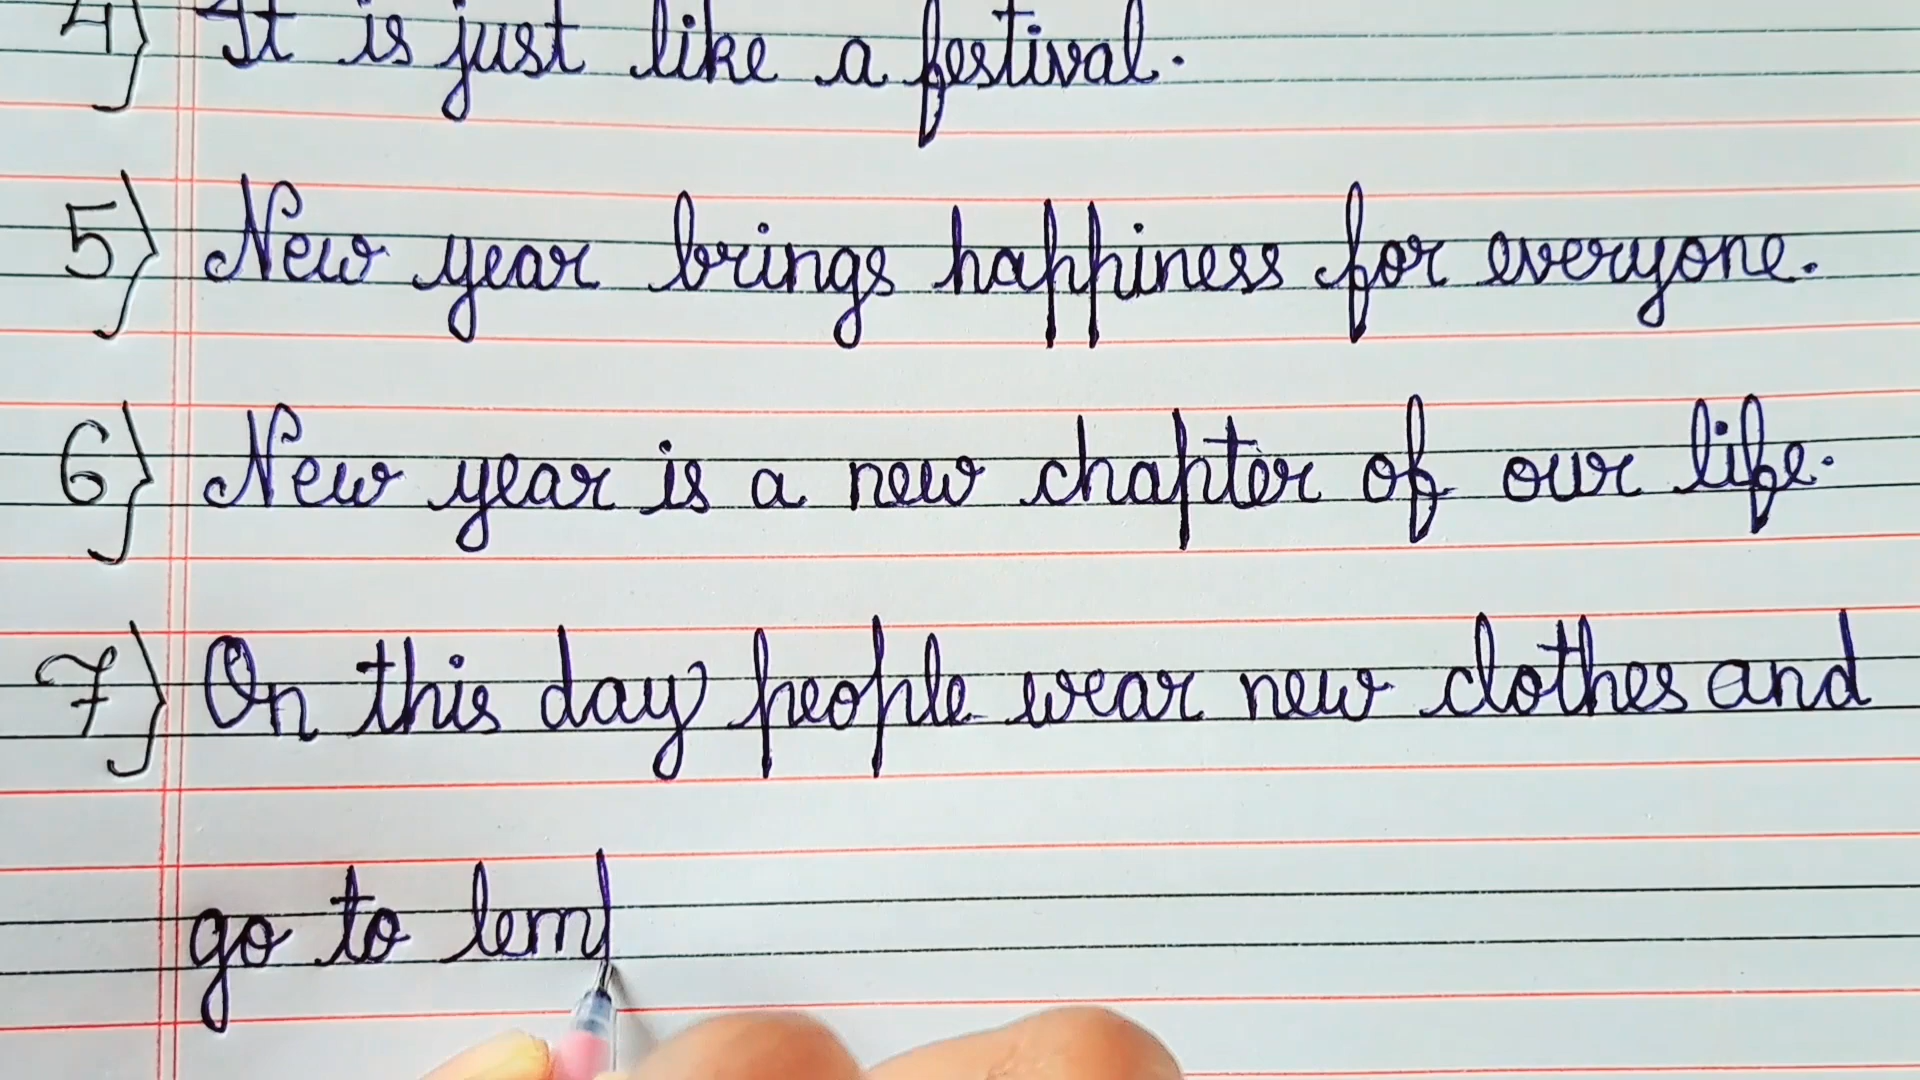 4) It is just like a festival.
5) New year brings happiness for everyone.
6) New year is a new chapter of our life.
7) On this day people wear new clothes and
go to